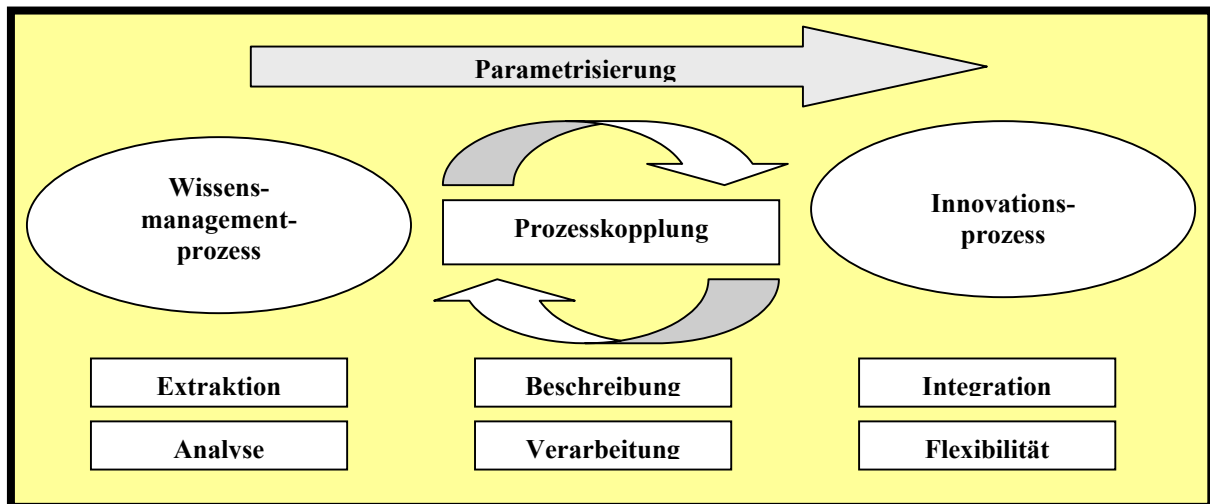 Parametrisierung
Wissens-
management-
prozess
Prozesskopplung
Innovations-
prozess
Extraktion
Beschreibung
Integration
Analyse
Verarbeitung
Flexibilität